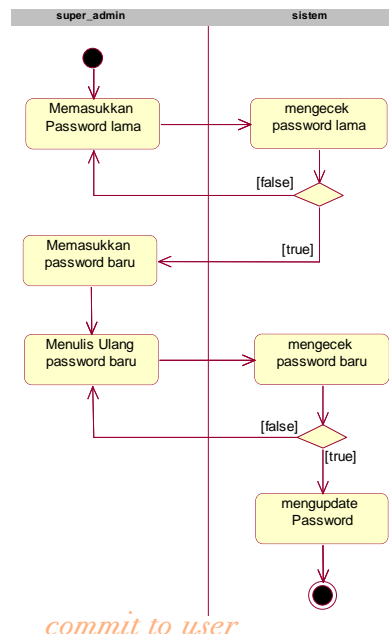 super_admin
sistem
Memasukkan
Password lama
mengecek
password lama
[false]
[true]
Memasukkan
password baru
Menulis Ulang
password baru
mengecek
password baru
[false]
[true]
mengupdate
Password
commit to user